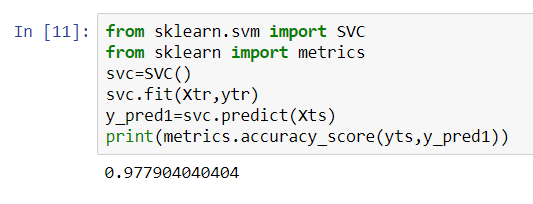 In [11]: from sklearn.svm import SVC
from sklearn import metrics
svc=SVC()
svc.fit(Xtr,ytr)
y_pred1=svc.predict(Xts)
print(metrics.accuracy_score(yts,y_pred1))
0.977904040404